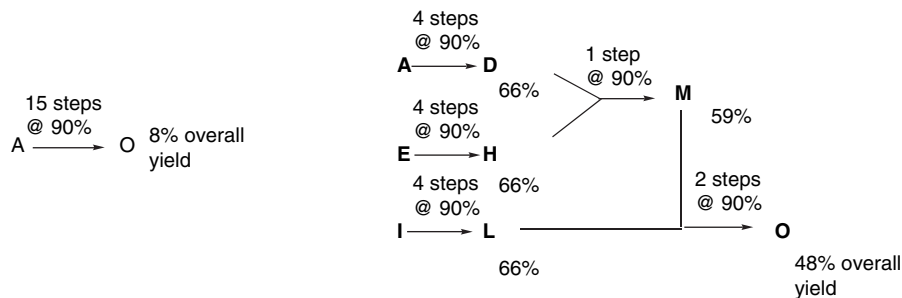 15 steps
@ 90%
A
O
8% overall
yield
4 steps
@ 90%
A
D
66%
4 steps
@ 90%
E
H
66%
4 steps
@ 90%
I
L
66%
1 step
@ 90%
M
59%
2 steps
@ 90%
O
48% overall
yield